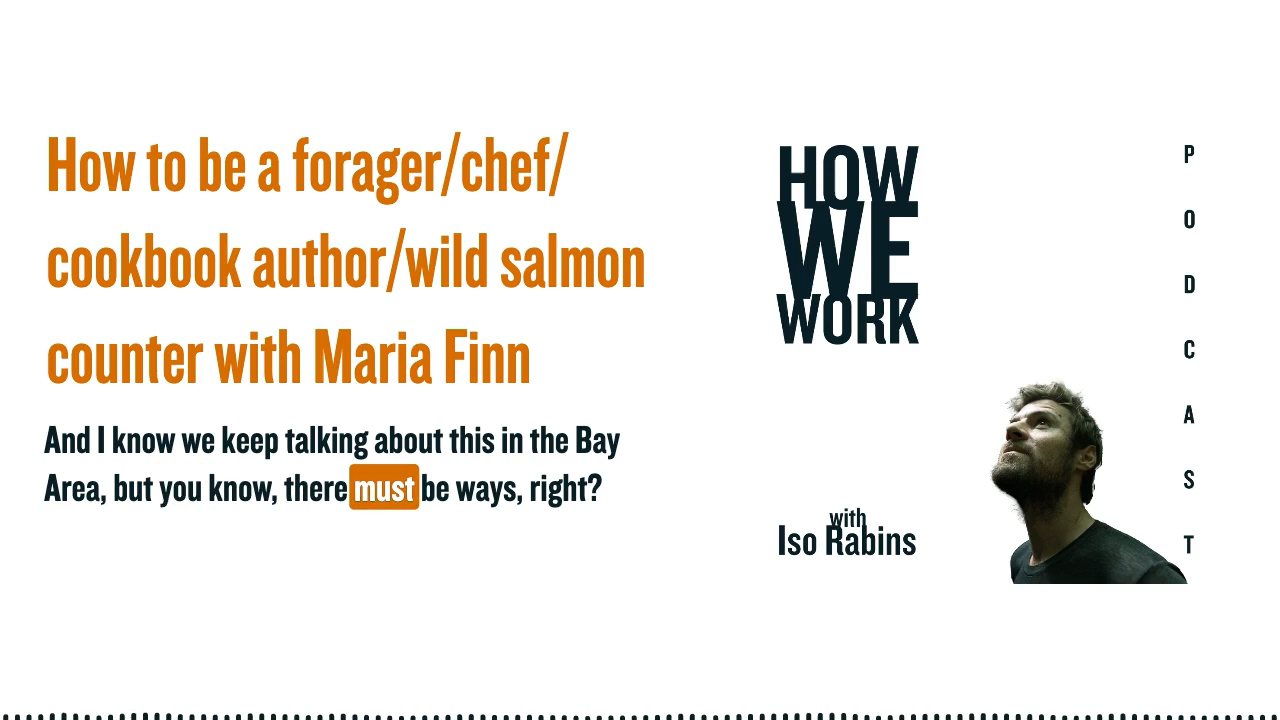 How to be a forager/chef/
cookbook author/wild salmon
counter with Maria Finn
And I know we keep talking about this in the Bay
Area, but you know, there must be ways, right?
HOW
WE
WORK
with
Iso Rabins
PODCAST